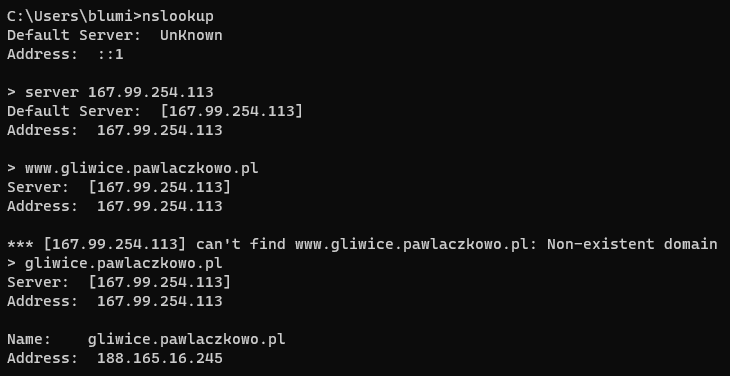 C:\Users\blumi>nslookup
Default Server:  UnKnown
Address:  ::1
> server 167.99.254.113
Default Server:  [167.99.254.113]
Address:  167.99.254.113
> www.gliwice.pawlaczkowo.pl
Server:  [167.99.254.113]
Address:  167.99.254.113
*** [167.99.254.113] can't find www.gliwice.pawlaczkowo.pl: Non-existent domain
> gliwice.pawlaczkowo.pl
Server:  [167.99.254.113]
Address:  167.99.254.113
Name:    gliwice.pawlaczkowo.pl
Address:  188.165.16.245